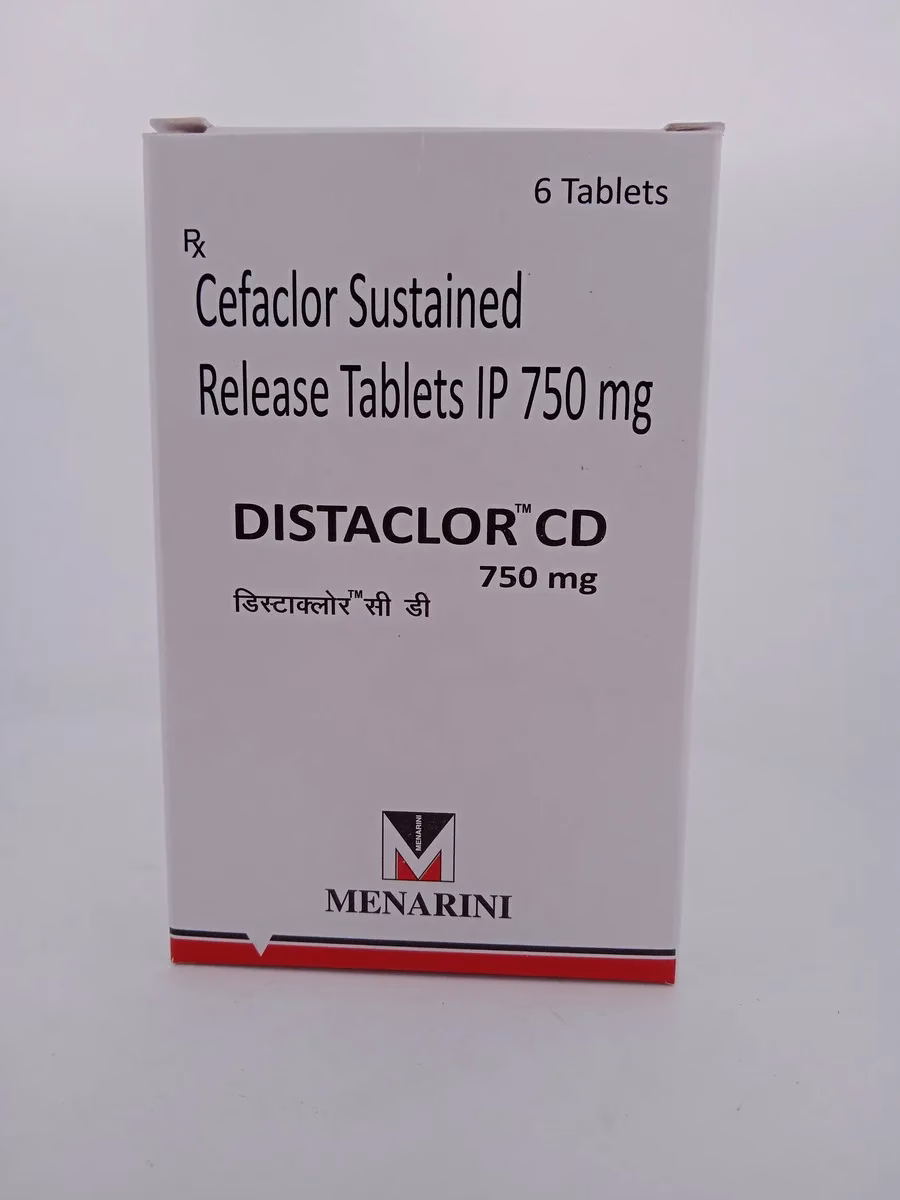 6 Tablets
Rx
Cefaclor Sustained
Release Tablets IP 750 mg
DISTACLOR™ CD
750 mg
डिस्टाक्लोर™ सी डी
MENARINI
MENARINI